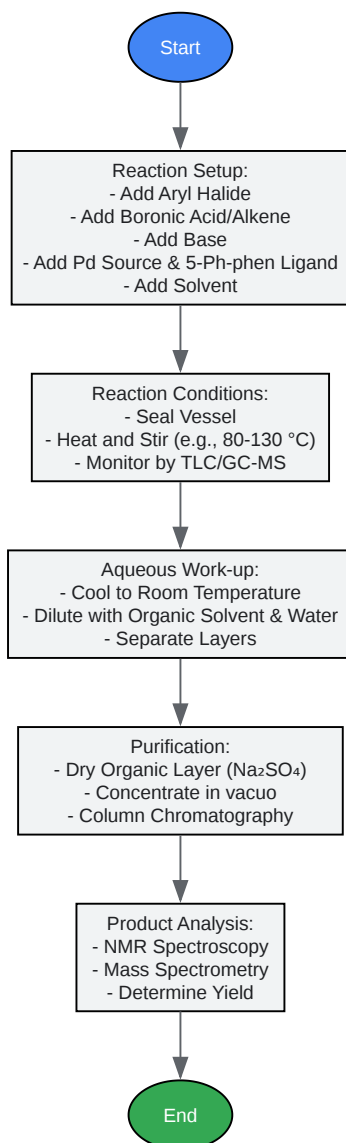 Start
Reaction Setup:
- Add Aryl Halide
- Add Boronic Acid/Alkene
- Add Base
- Add Pd Source & 5-Ph-phen Ligand
- Add Solvent
Reaction Conditions:
- Seal Vessel
- Heat and Stir (e.g., 80-130 °C)
- Monitor by TLC/GC-MS
Aqueous Work-up:
- Cool to Room Temperature
- Dilute with Organic Solvent & Water
- Separate Layers
Purification:
- Dry Organic Layer (Na₂SO₄)
- Concentrate in vacuo
- Column Chromatography
Product Analysis:
- NMR Spectroscopy
- Mass Spectrometry
- Determine Yield
End